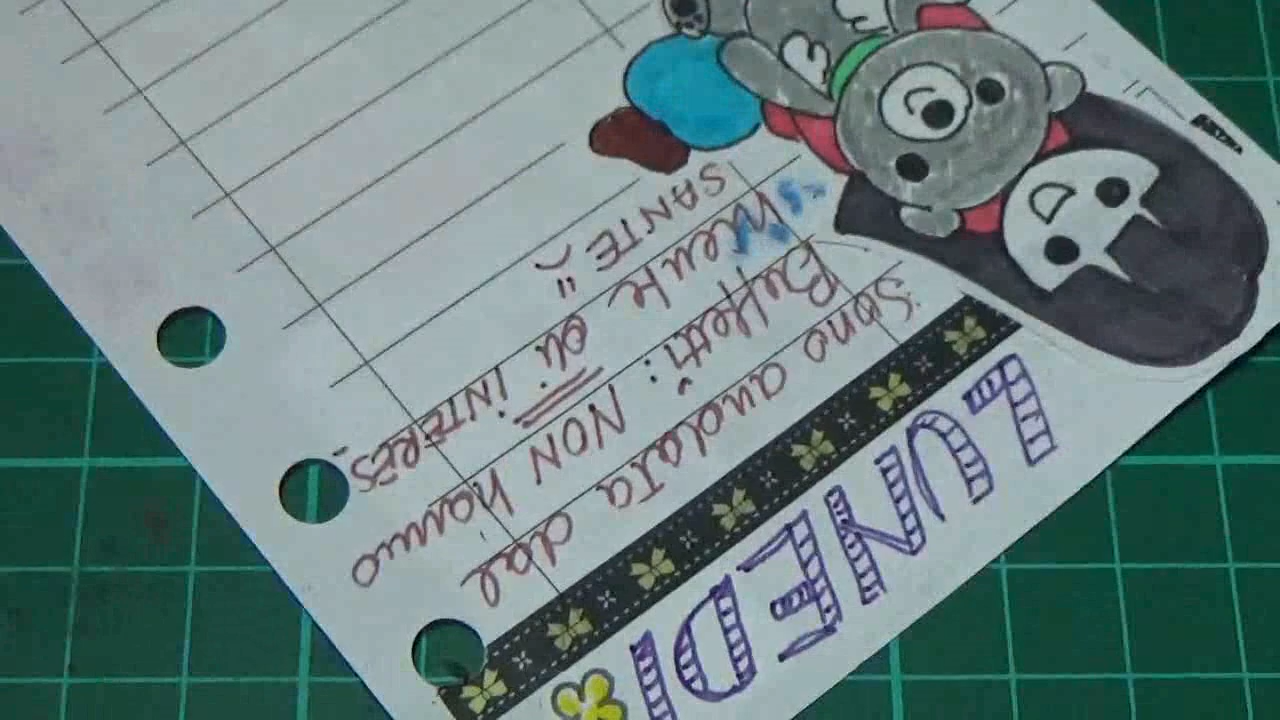 LUNEDI
Sono andata dal
Buffetti: NON hanno
niente di INTERES-
SANTE